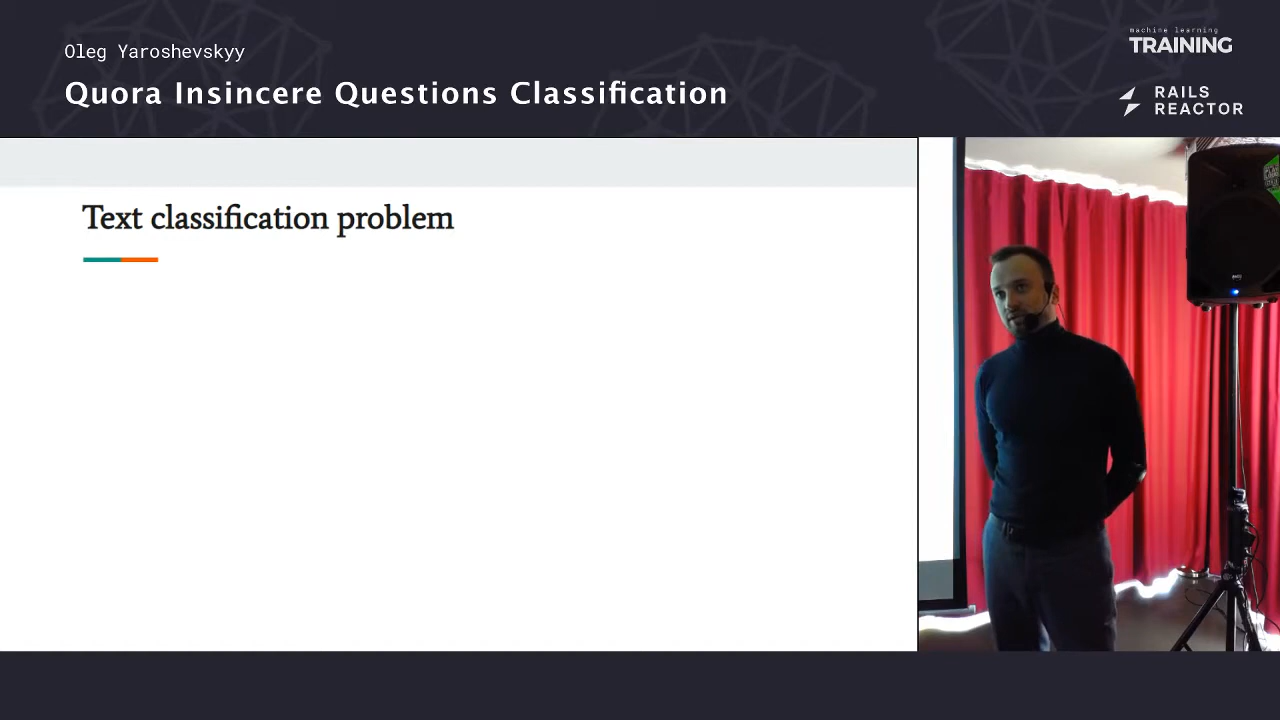 Oleg Yaroshevskyy
Quora Insincere Questions Classification
machine learning
TRAINING
RAILS
REACTOR
Text classification problem